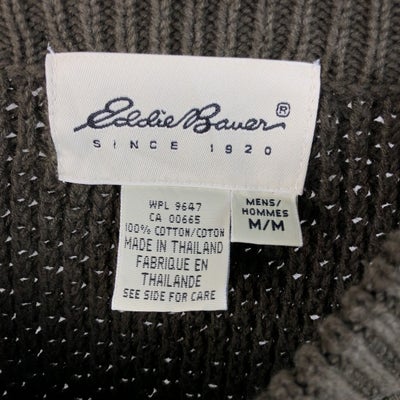 Eddie Bauer®
SINCE 1920
WPL 9647
CA 00665
100% COTTON/COTON
MADE IN THAILAND
FABRIQUE EN
THAILANDE
SEE SIDE FOR CARE
MENS/
HOMMES
M/M